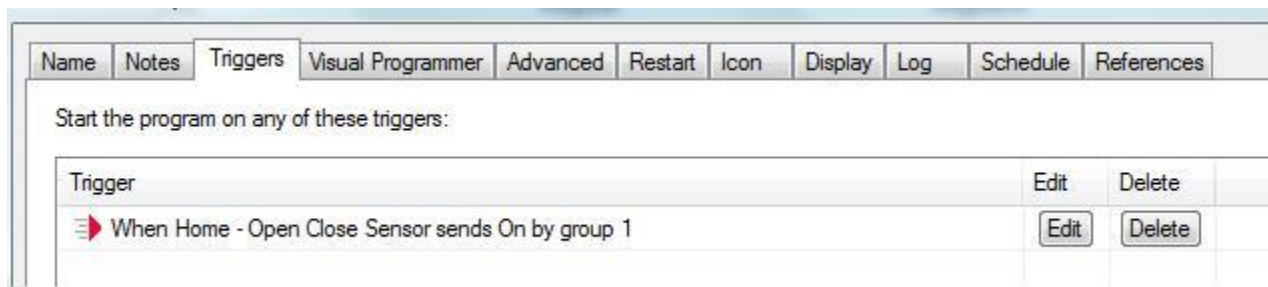 Name Notes Triggers Visual Programmer Advanced Restart Icon Display Log Schedule References
Start the program on any of these triggers:
Trigger Edit Delete
When Home - Open Close Sensor sends On by group 1 Edit Delete